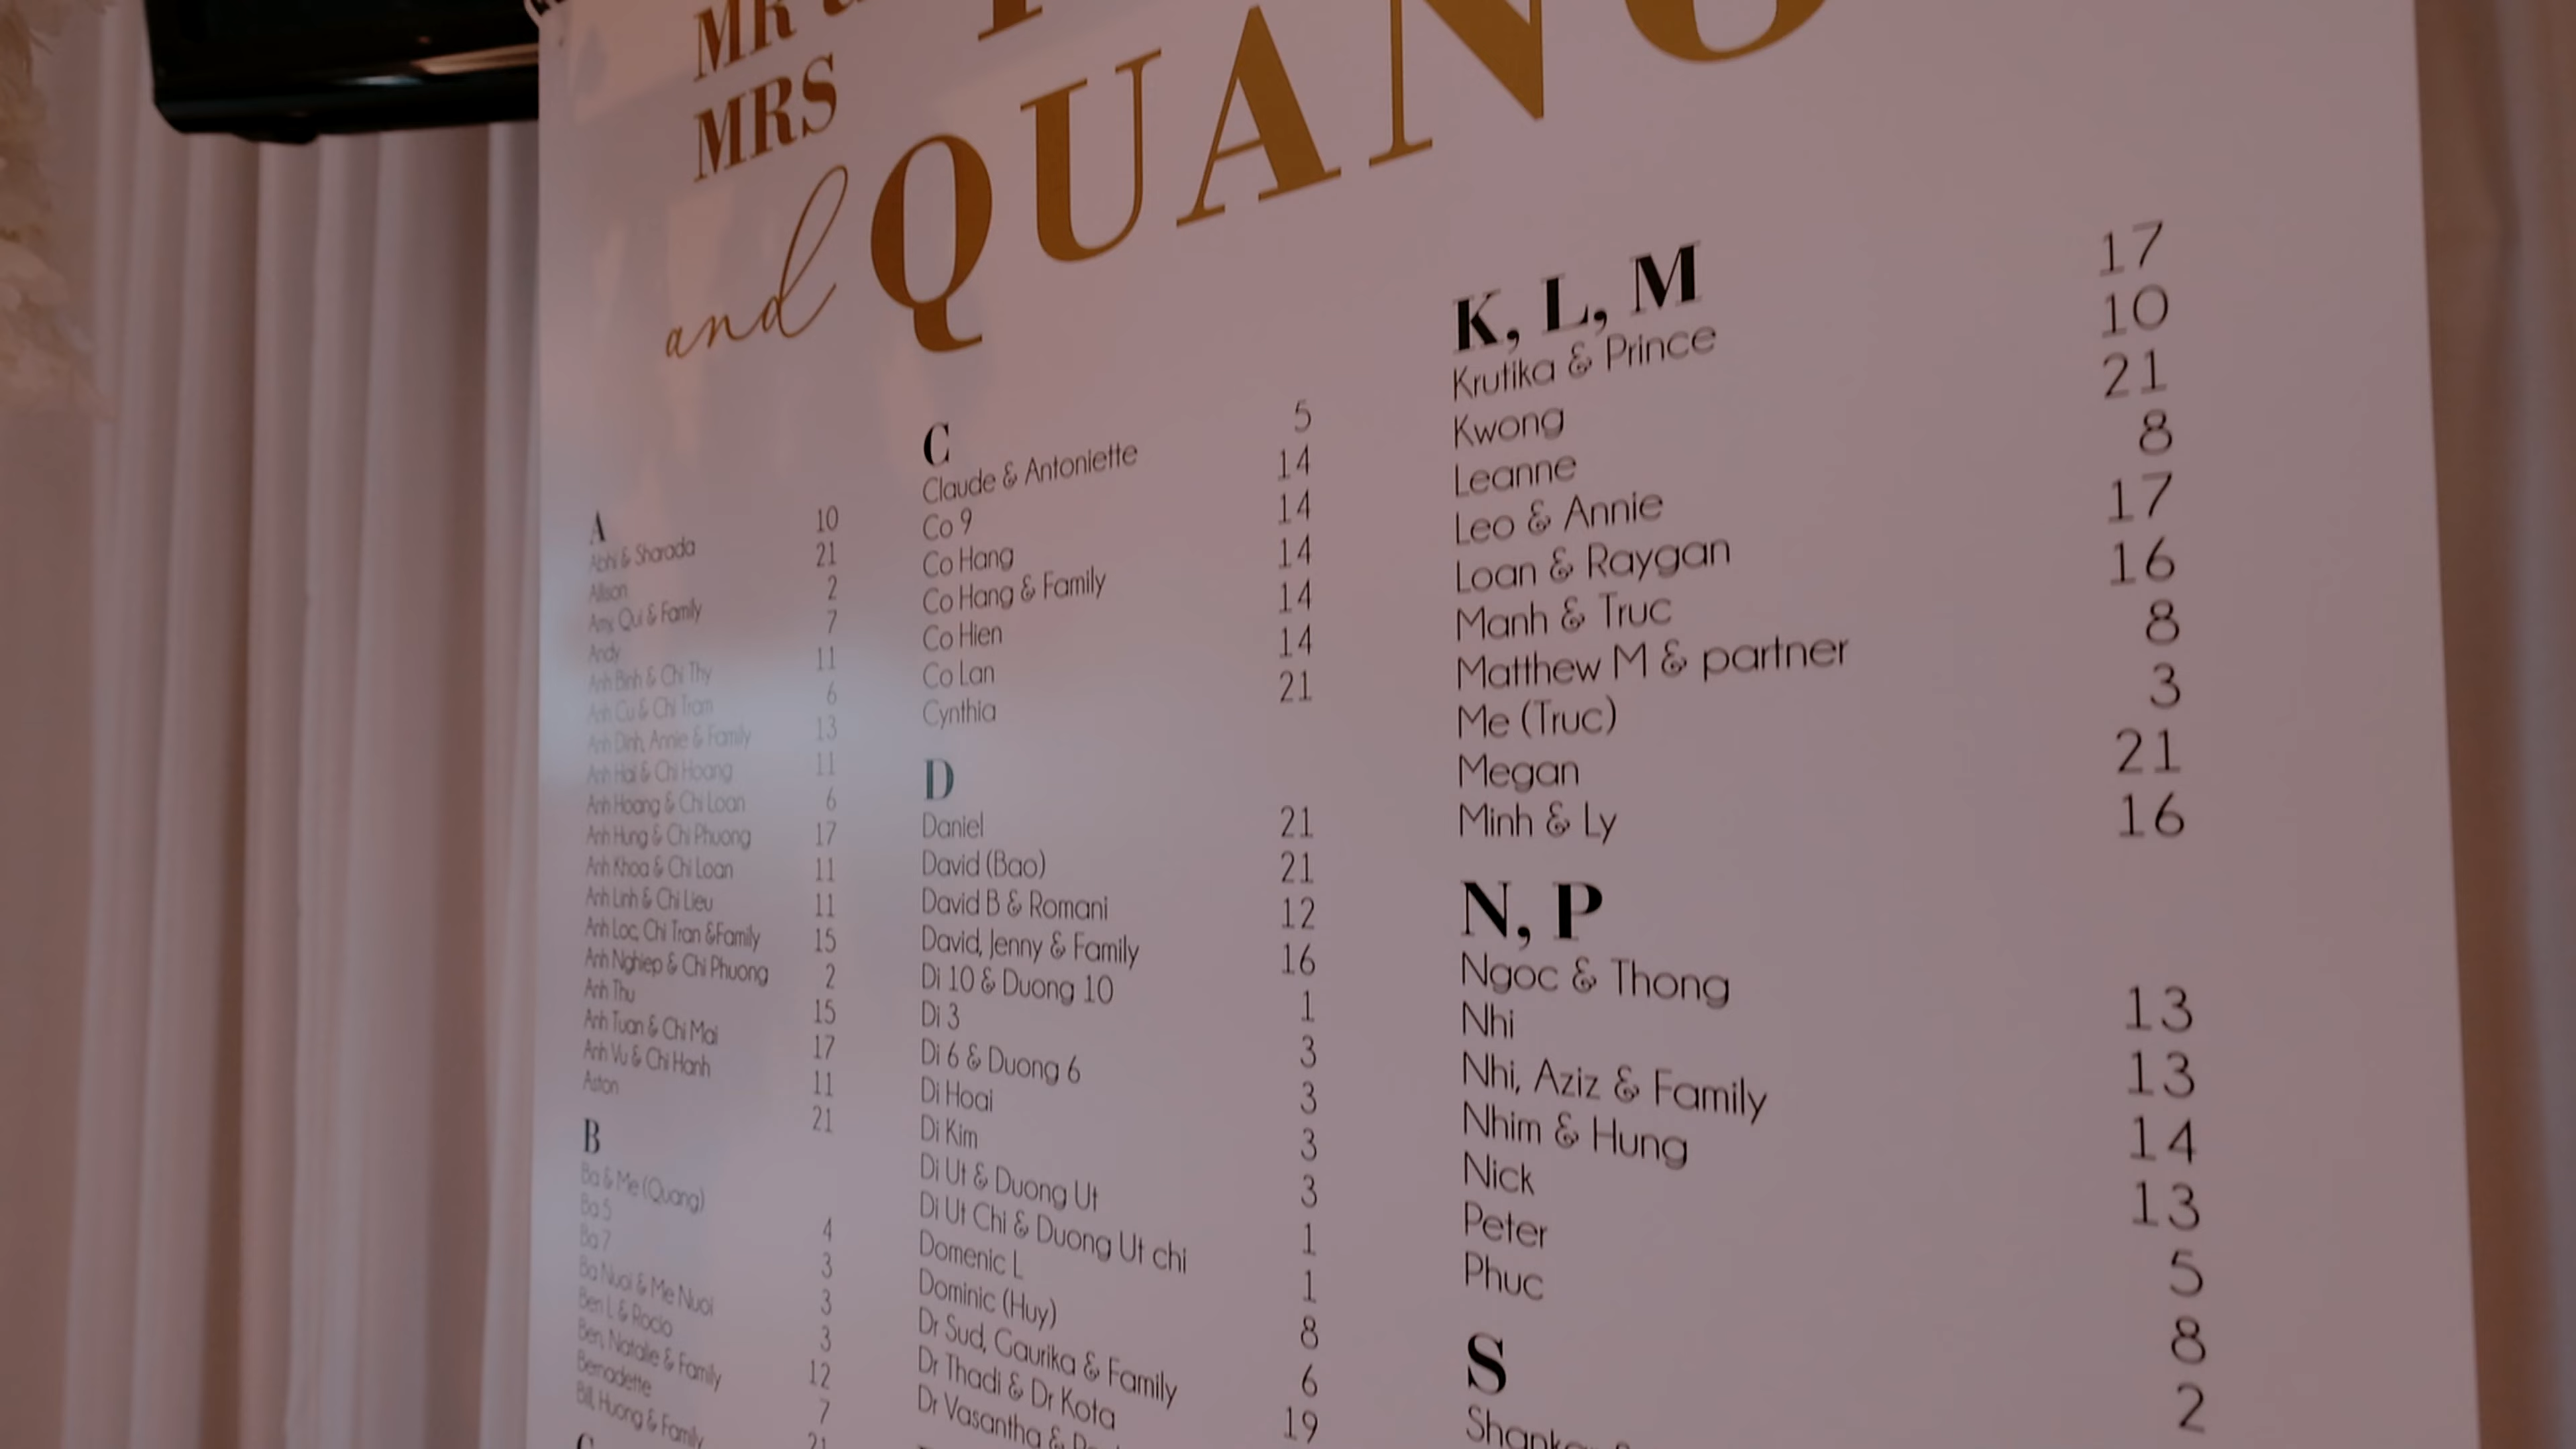 MR &
MRS
and QUANG
A
Abhi & Sharada 10
Allison 21
Amy, Qui & Family 2
Andy 7
Anh Binh & Chi Thy 11
Anh Cu & Chi Tram 6
Anh Dinh, Annie & Family 13
Anh Hai & Chi Hoang 11
Anh Hoang & Chi Loan 6
Anh Hung & Chi Phuong 17
Anh Khoa & Chi Loan 11
Anh Linh & Chi Lieu 11
Anh Loc, Chi Tran &Family 15
Anh Nghiep & Chi Phuong 2
Anh Thu 15
Anh Tuan & Chi Mai 17
Anh Vu & Chi Hanh 11
Aston 21
B
Ba & Me (Quang) 4
Ba 5 3
Ba 7 3
Ba Nuoi & Me Nuoi 3
Ben L & Rocio 12
Ben, Natalie & Family 7
Bernadette 21
Bill, Huong & Family
C
Claude & Antoniette 5
Co 9 14
Co Hang 14
Co Hang & Family 14
Co Hien 14
Co Lan 14
Cynthia 21
D
Daniel 21
David (Bao) 21
David B & Romani 12
David, Jenny & Family 16
Di 10 & Duong 10 1
Di 3 3
Di 6 & Duong 6 3
Di Hoai 3
Di Kim 3
Di Ut & Duong Ut 1
Di Ut Chi & Duong Ut chi 1
Domenic L 8
Dominic (Huy) 6
Dr Sud, Gaurika & Family 19
Dr Thadi & Dr Kota
Dr Vasantha &
K, L, M
Krutika & Prince 17
Kwong 10
Leanne 21
Leo & Annie 8
Loan & Raygan 17
Manh & Truc 16
Matthew M & partner 8
Me (Truc) 3
Megan 21
Minh & Ly 16
N, P
Ngoc & Thong 13
Nhi 13
Nhi, Aziz & Family 14
Nhim & Hung 13
Nick 5
Peter 8
Phuc 2
S